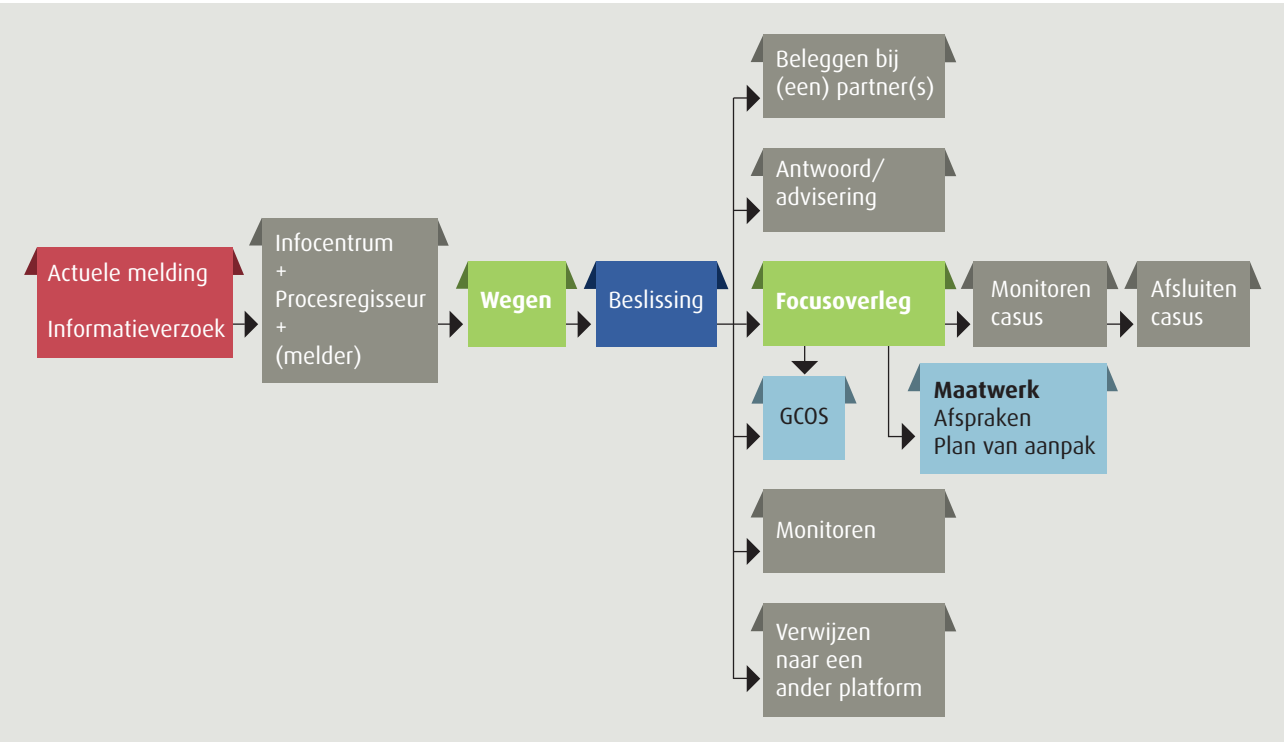 Actuele melding
Informatieverzoek
Infocentrum
+
Procesregisseur
+
(melder)
Wegen
Beslissing
Beleggen bij
(een) partner(s)
Antwoord/
advisering
Focusoverleg
Monitoren
casus
Afsluiten
casus
GCOS
Maatwerk
Afspraken
Plan van aanpak
Monitoren
Verwijzen
naar een
ander platform